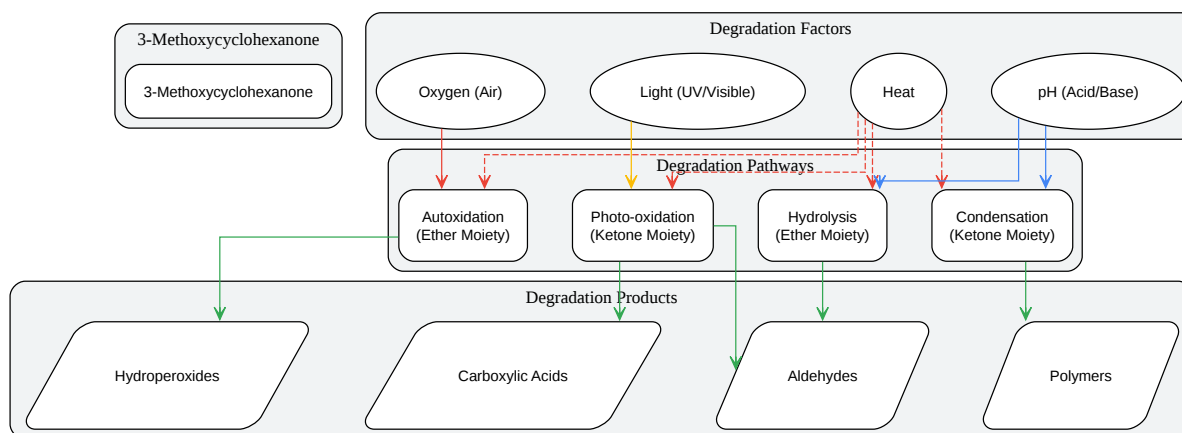 3-Methoxycyclohexanone
3-Methoxycyclohexanone
Degradation Factors
Oxygen (Air)
Light (UV/Visible)
Heat
pH (Acid/Base)
Degradation Pathways
Autoxidation
(Ether Moiety)
Photo-oxidation
(Ketone Moiety)
Hydrolysis
(Ether Moiety)
Condensation
(Ketone Moiety)
Degradation Products
Hydroperoxides
Carboxylic Acids
Aldehydes
Polymers